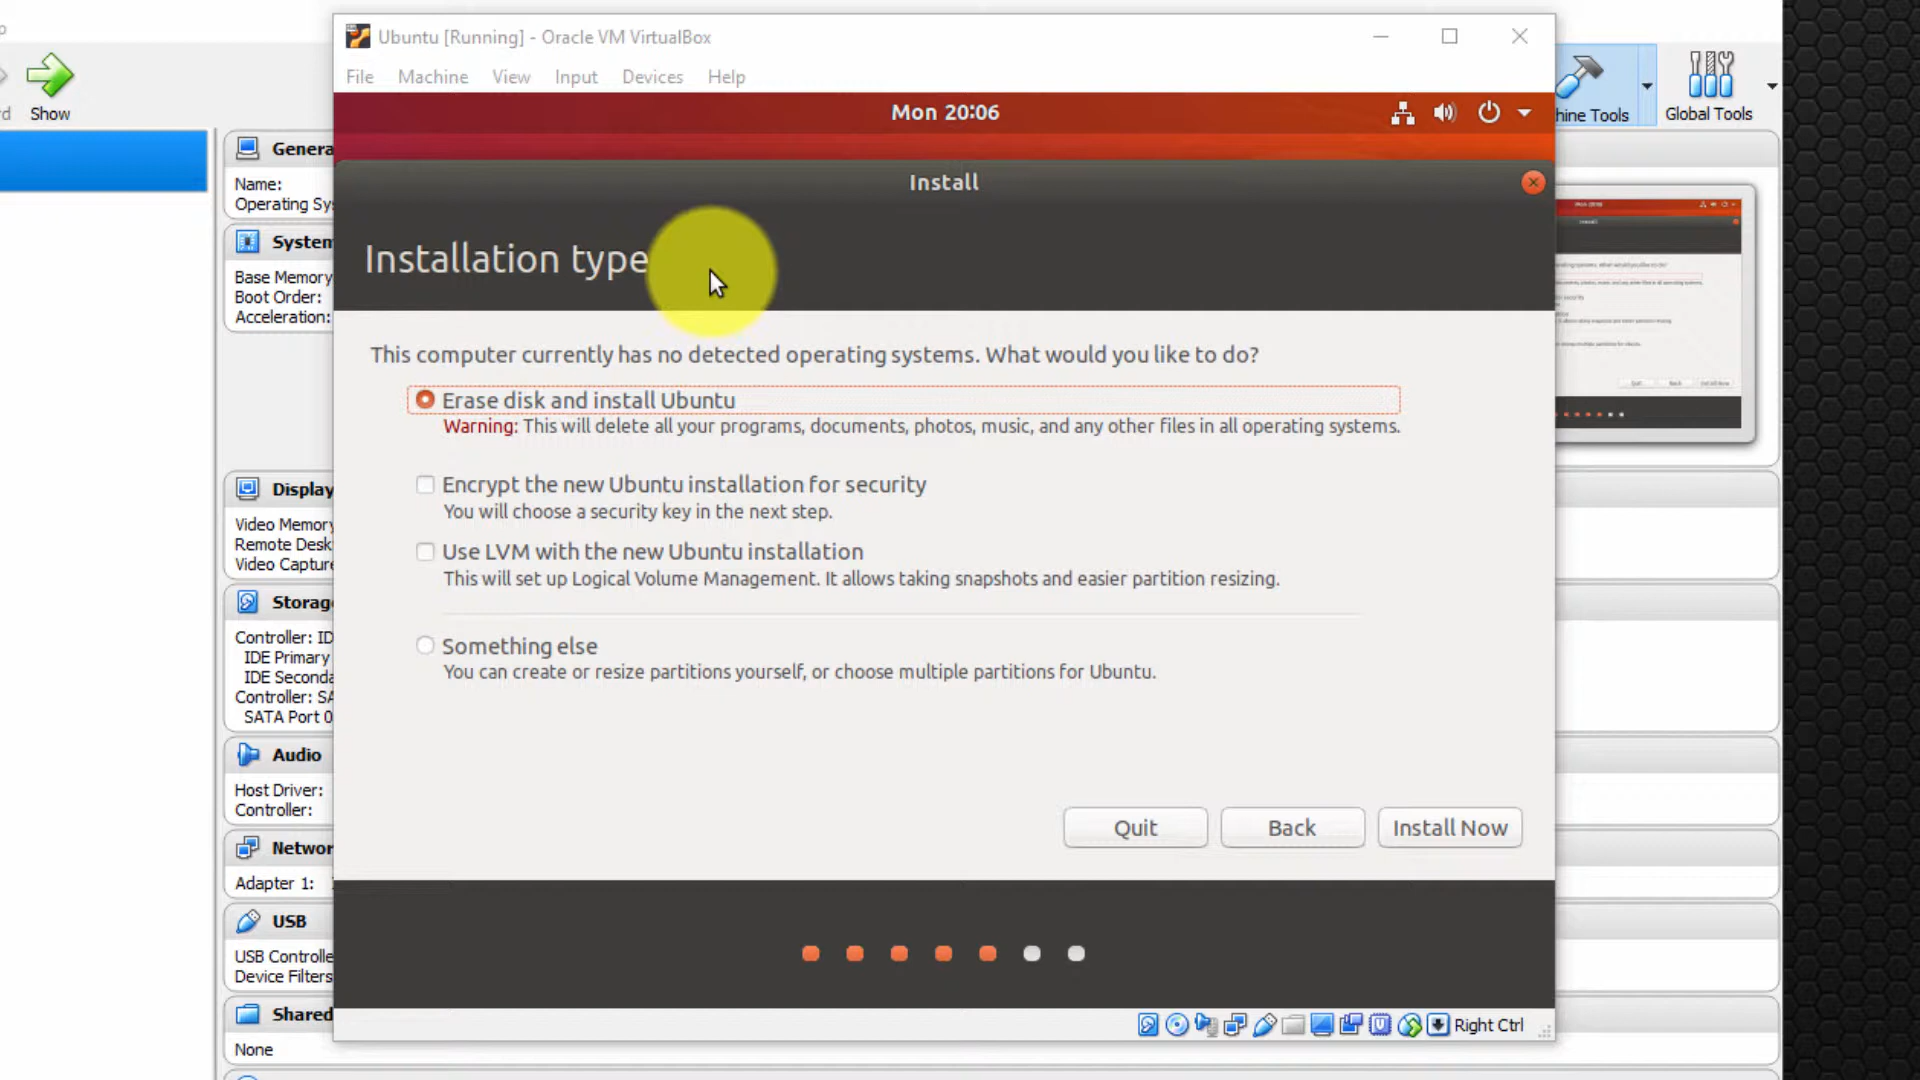 Ubuntu [Running] - Oracle VM VirtualBox
File Machine View Input Devices Help
Show
Mon 20:06
hine Tools
Global Tools
Install
Installation type
This computer currently has no detected operating systems. What would you like to do?
Erase disk and install Ubuntu
Warning: This will delete all your programs, documents, photos, music, and any other files in all operating systems.
Encrypt the new Ubuntu installation for security
You will choose a security key in the next step.
Use LVM with the new Ubuntu installation
This will set up Logical Volume Management. It allows taking snapshots and easier partition resizing.
Something else
You can create or resize partitions yourself, or choose multiple partitions for Ubuntu.
Quit Back Install Now
Right Ctrl
Genera
Name:
Operating Sys
System
Base Memory
Boot Order:
Acceleration:
Display
Video Memory
Remote Desk
Video Capture
Storag
Controller: ID
IDE Primary
IDE Seconda
Controller: SA
SATA Port 0
Audio
Host Driver:
Controller:
Networ
Adapter 1:
USB
USB Controlle
Device Filters
Shared
None